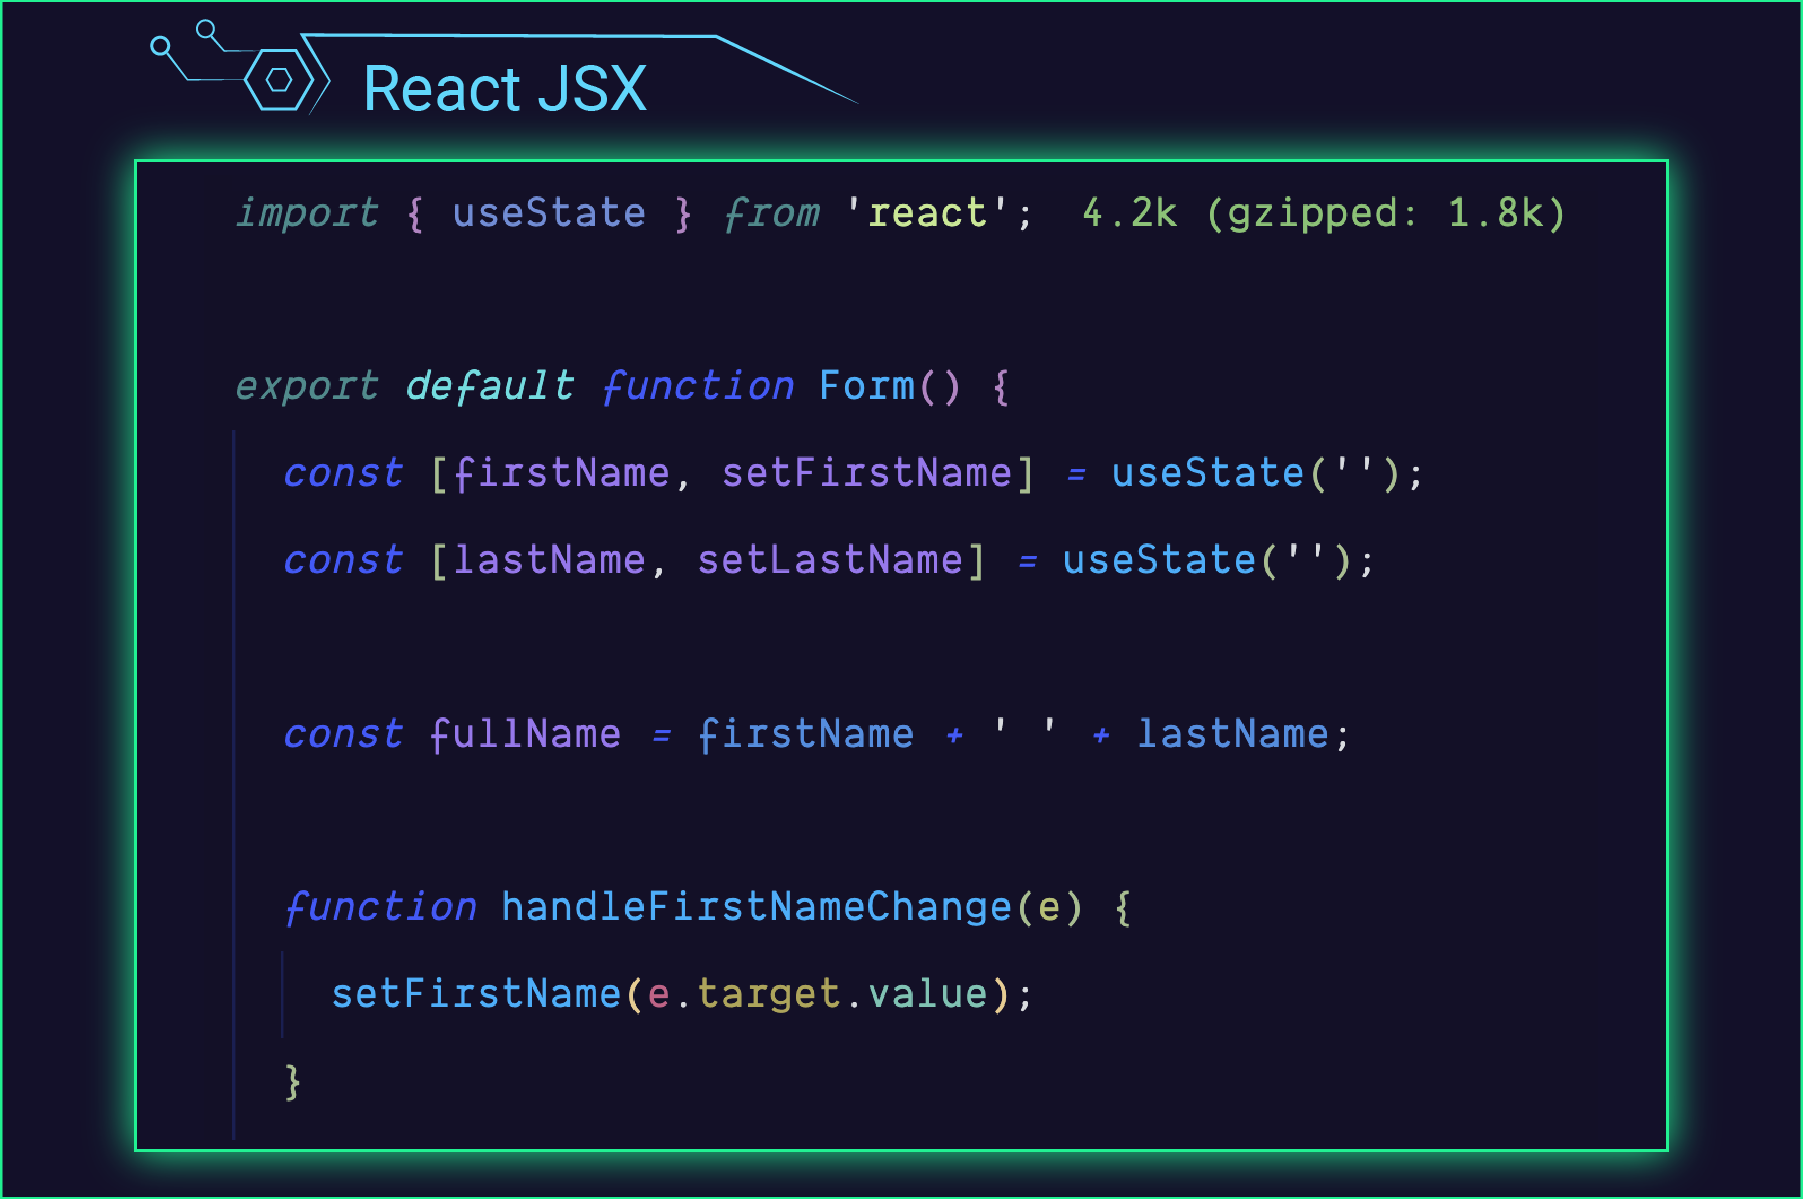 React JSX
import { useState } from 'react'; 4.2k (gzipped: 1.8k)
export default function Form() {
const [firstName, setFirstName] = useState('');
const [lastName, setLastName] = useState('');
const fullName = firstName + ' ' + lastName;
function handleFirstNameChange(e) {
setFirstName(e.target.value);
}